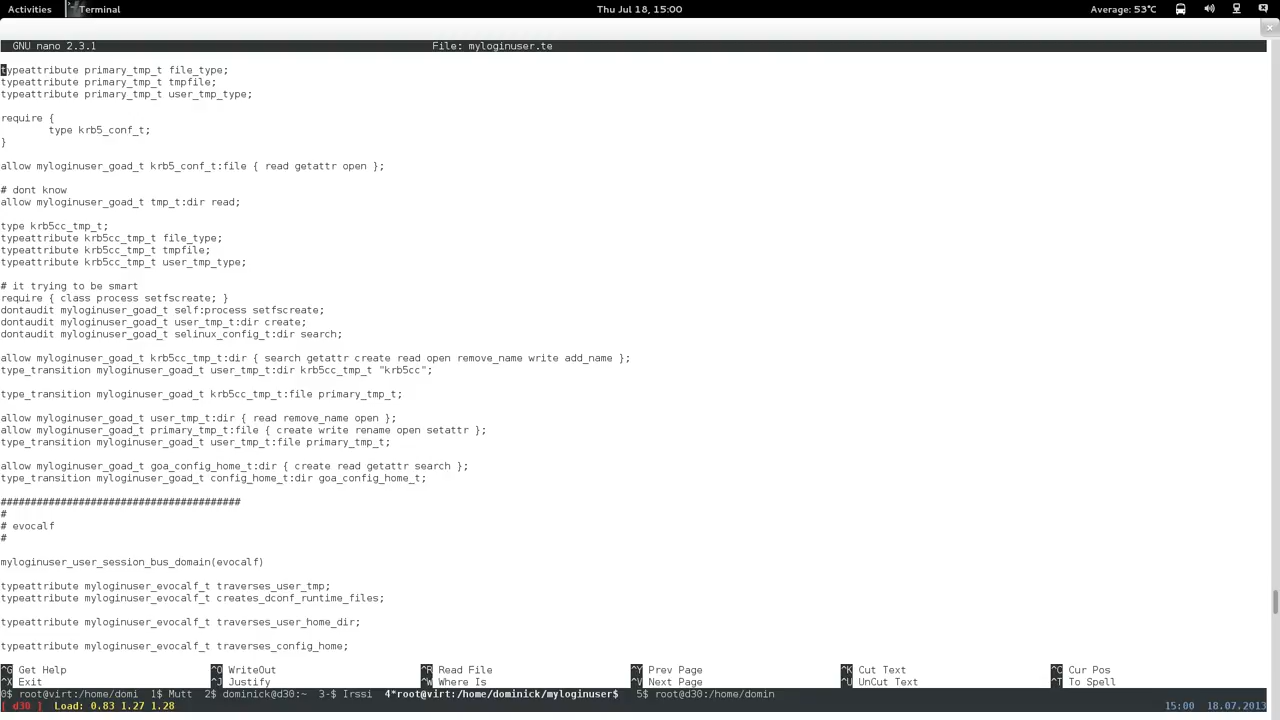 Activities Terminal Thu Jul 18, 15:00 Average: 53°C
GNU nano 2.3.1 File: myloginuser.te
typeattribute primary_tmp_t file_type;
typeattribute primary_tmp_t tmpfile;
typeattribute primary_tmp_t user_tmp_type;
require {
type krb5_conf_t;
}
allow myloginuser_goad_t krb5_conf_t:file { read getattr open };
# dont know
allow myloginuser_goad_t tmp_t:dir read;
type krb5cc_tmp_t;
typeattribute krb5cc_tmp_t file_type;
typeattribute krb5cc_tmp_t tmpfile;
typeattribute krb5cc_tmp_t user_tmp_type;
# it trying to be smart
require { class process setfscreate; }
dontaudit myloginuser_goad_t self:process setfscreate;
dontaudit myloginuser_goad_t user_tmp_t:dir create;
dontaudit myloginuser_goad_t selinux_config_t:dir search;
allow myloginuser_goad_t krb5cc_tmp_t:dir { search getattr create read open remove_name write add_name };
type_transition myloginuser_goad_t user_tmp_t:dir krb5cc_tmp_t "krb5cc";
type_transition myloginuser_goad_t krb5cc_tmp_t:file primary_tmp_t;
allow myloginuser_goad_t user_tmp_t:dir { read remove_name open };
allow myloginuser_goad_t primary_tmp_t:file { create write rename open setattr };
type_transition myloginuser_goad_t user_tmp_t:file primary_tmp_t;
allow myloginuser_goad_t goa_config_home_t:dir { create read getattr search };
type_transition myloginuser_goad_t config_home_t:dir goa_config_home_t;
########################################
#
# evocalf
#
myloginuser_user_session_bus_domain(evocalf)
typeattribute myloginuser_evocalf_t traverses_user_tmp;
typeattribute myloginuser_evocalf_t creates_dconf_runtime_files;
typeattribute myloginuser_evocalf_t traverses_user_home_dir;
typeattribute myloginuser_evocalf_t traverses_config_home;
^G Get Help ^O WriteOut ^R Read File ^Y Prev Page ^K Cut Text ^C Cur Pos
^X Exit ^J Justify ^W Where Is ^V Next Page ^U UnCut Text ^T To Spell
0$ root@virt:/home/domi 1$ Mutt 2$ dominick@d30:~ 3-$ Irssi 4*root@virt:/home/dominick/myloginuser$ 5$ root@d30:/home/domin
[ d30 ] Load: 0.83 1.27 1.28 15:00 18.07.2013